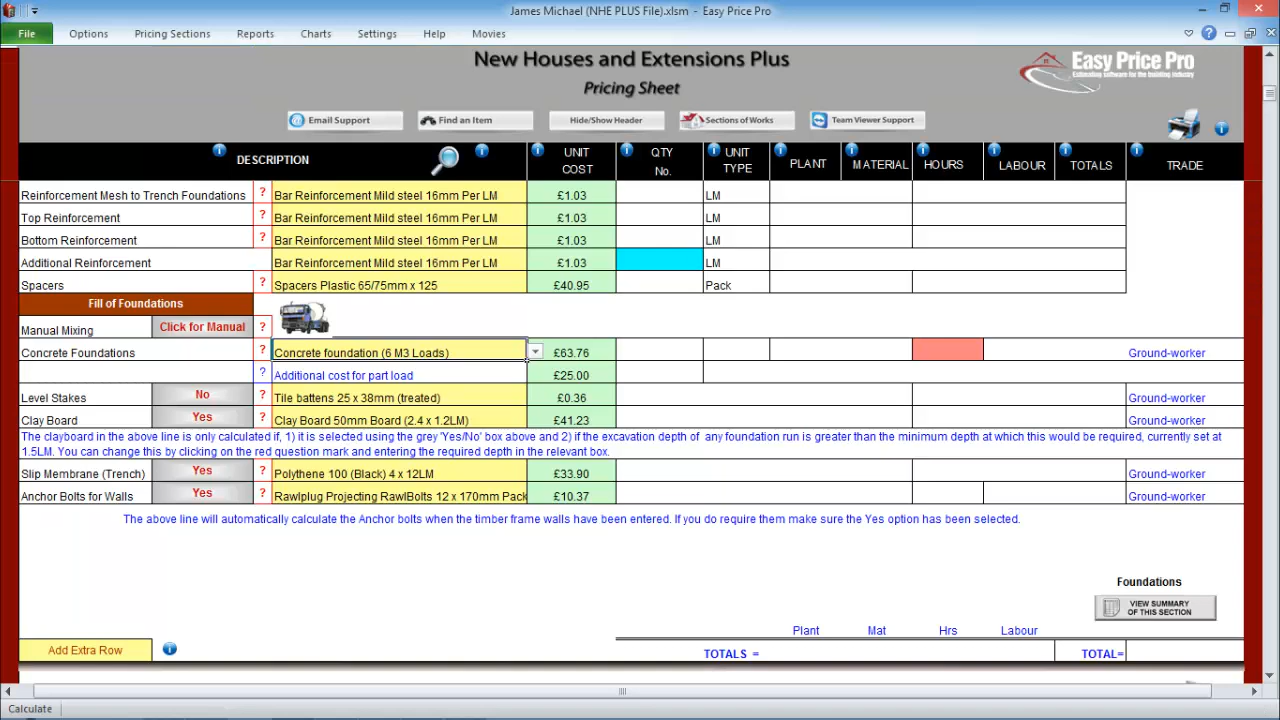 James Michael (NHE PLUS File).xlsm - Easy Price Pro
File Options Pricing Sections Reports Charts Settings Help Movies
New Houses and Extensions Plus
Pricing Sheet
Easy Price Pro
Estimating software for the building industry
Email Support Find an Item Hide/Show Header Sections of Works Team Viewer Support
DESCRIPTION UNIT COST QTY No. UNIT TYPE PLANT MATERIAL HOURS LABOUR TOTALS TRADE
Reinforcement Mesh to Trench Foundations ? Bar Reinforcement Mild steel 16mm Per LM £1.03 LM
Top Reinforcement ? Bar Reinforcement Mild steel 16mm Per LM £1.03 LM
Bottom Reinforcement ? Bar Reinforcement Mild steel 16mm Per LM £1.03 LM
Additional Reinforcement Bar Reinforcement Mild steel 16mm Per LM £1.03 LM
Spacers ? Spacers Plastic 65/75mm x 125 £40.95 Pack
Fill of Foundations
Manual Mixing Click for Manual ?
Concrete Foundations ? Concrete foundation (6 M3 Loads) £63.76 Ground-worker
? Additional cost for part load £25.00
Level Stakes No ? Tile battens 25 x 38mm (treated) £0.36 Ground-worker
Clay Board Yes ? Clay Board 50mm Board (2.4 x 1.2LM) £41.23 Ground-worker
The clayboard in the above line is only calculated if, 1) it is selected using the grey 'Yes/No' box above and 2) if the excavation depth of any foundation run is greater than the minimum depth at which this would be required, currently set at
1.5LM. You can change this by clicking on the red question mark and entering the required depth in the relevant box.
Slip Membrane (Trench) Yes ? Polythene 100 (Black) 4 x 12LM £33.90 Ground-worker
Anchor Bolts for Walls Yes ? Rawlplug Projecting RawlBolts 12 x 170mm Pack £10.37 Ground-worker
The above line will automatically calculate the Anchor bolts when the timber frame walls have been entered. If you do require them make sure the Yes option has been selected.
Foundations
VIEW SUMMARY
OF THIS SECTION
Plant Mat Hrs Labour
Add Extra Row TOTALS = TOTAL=
Calculate